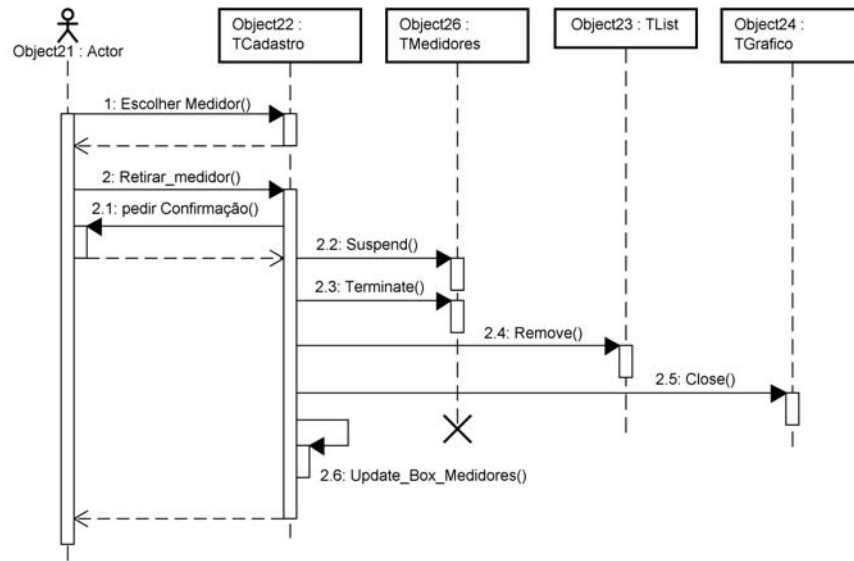 Object21 : Actor
Object22 :
TCadastro
Object26 :
TMedidores
Object23 : TList
Object24 :
TGrafico
1: Escolher Medidor()
2: Retirar_medidor()
2.1: pedir Confirmação()
2.2: Suspend()
2.3: Terminate()
2.4: Remove()
2.5: Close()
2.6: Update_Box_Medidores()